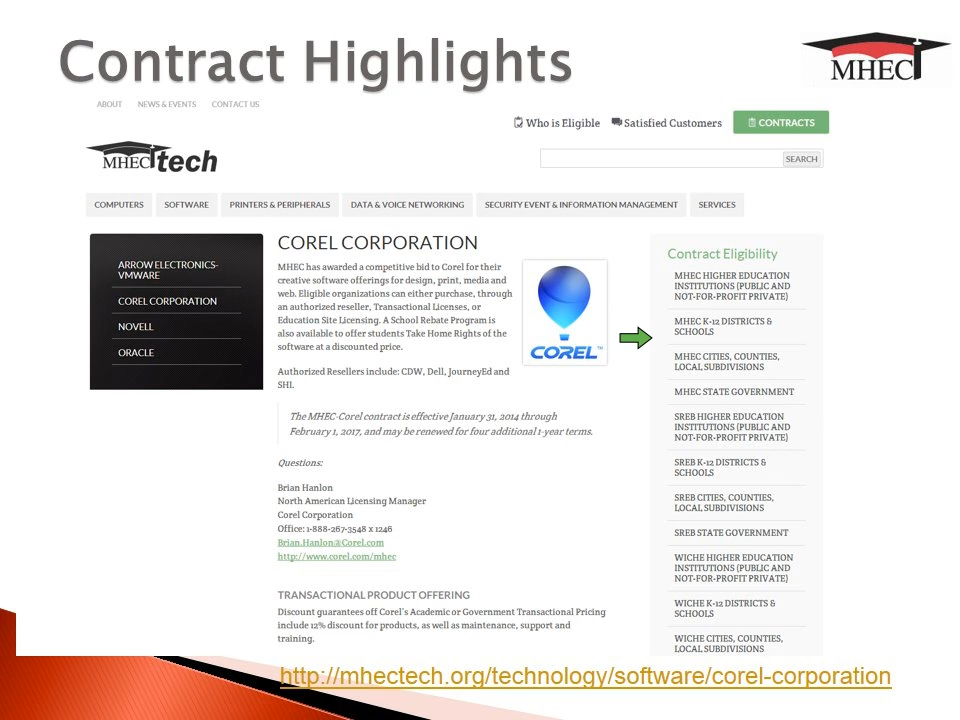 Contract Highlights
MHEC
ABOUT NEWS & EVENTS CONTACT US
Who is Eligible Satisfied Customers CONTRACTS
MHECtech
SEARCH
COMPUTERS SOFTWARE PRINTERS & PERIPHERALS DATA & VOICE NETWORKING SECURITY EVENT & INFORMATION MANAGEMENT SERVICES
ARROW ELECTRONICS-
VMWARE
COREL CORPORATION
NOVELL
ORACLE
COREL CORPORATION
MHEC has awarded a competitive bid to Corel for their
creative software offerings for design, print, media and
web. Eligible organizations can either purchase, through
an authorized reseller, Transactional Licenses, or
Education Site Licensing. A School Rebate Program is
also available to offer students Take Home Rights of the
software at a discounted price.
Authorized Resellers include: CDW, Dell, JourneyEd and
SHI.
COREL™
The MHEC-Corel contract is effective January 31, 2014 through
February 1, 2017, and may be renewed for four additional 1-year terms.
Questions:
Brian Hanlon
North American Licensing Manager
Corel Corporation
Office: 1-888-267-3548 x 1246
Brian.Hanlon@Corel.com
http://www.corel.com/mhec
TRANSACTIONAL PRODUCT OFFERING
Discount guarantees off Corel's Academic or Government Transactional Pricing
include 12% discount for products, as well as maintenance, support and
training.
Contract Eligibility
MHEC HIGHER EDUCATION
INSTITUTIONS (PUBLIC AND
NOT-FOR-PROFIT PRIVATE)
MHEC K-12 DISTRICTS &
SCHOOLS
MHEC CITIES, COUNTIES,
LOCAL SUBDIVISIONS
MHEC STATE GOVERNMENT
SREB HIGHER EDUCATION
INSTITUTIONS (PUBLIC AND
NOT-FOR-PROFIT PRIVATE)
SREB K-12 DISTRICTS &
SCHOOLS
SREB CITIES, COUNTIES,
LOCAL SUBDIVISIONS
SREB STATE GOVERNMENT
WICHE HIGHER EDUCATION
INSTITUTIONS (PUBLIC AND
NOT-FOR-PROFIT PRIVATE)
WICHE K-12 DISTRICTS &
SCHOOLS
WICHE CITIES, COUNTIES,
LOCAL SUBDIVISIONS
http://mhectech.org/technology/software/corel-corporation